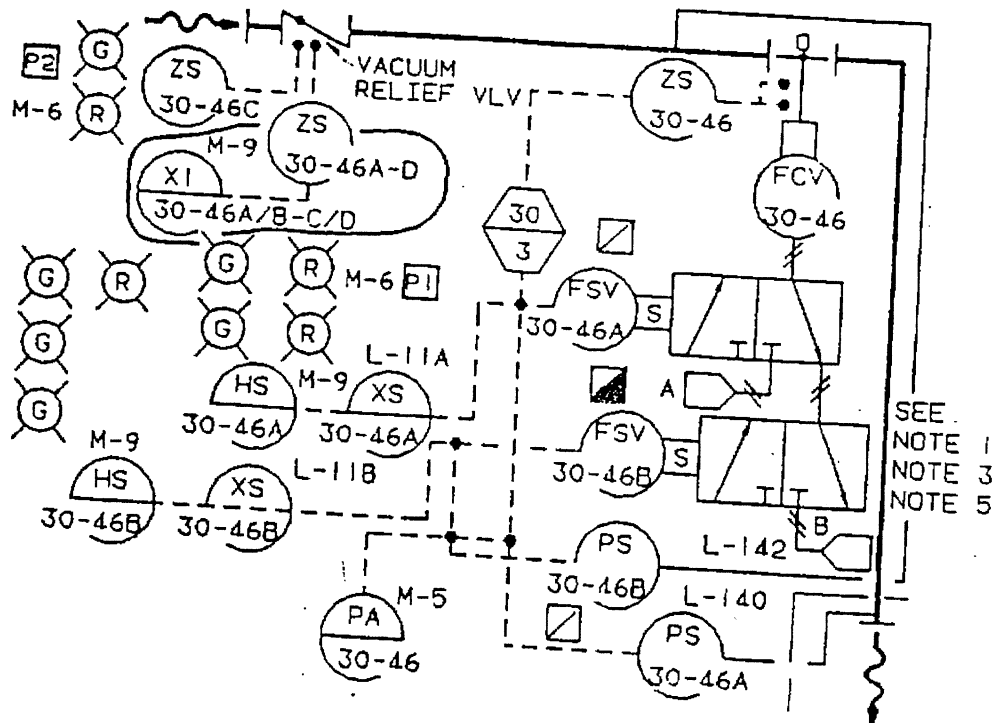 G
P2
ZS
30-46C
VACUUM
RELIEF VLV
ZS
30-46
M-6
R
M-9
ZS
30-46A-D
XI
30-46A/B-C/D
FCV
30-46
30
3
G
R
G
R
M-6
P1
FSV
30-46A
S
G
G
R
L-11A
G
HS
30-46A
M-9
XS
30-46A
A
FSV
30-46B
S
SEE
NOTE 1
NOTE 3
NOTE 5
M-9
HS
30-46B
XS
30-46B
L-11B
PS
30-46B
L-142
B
L-140
PA
30-46
M-5
PS
30-46A